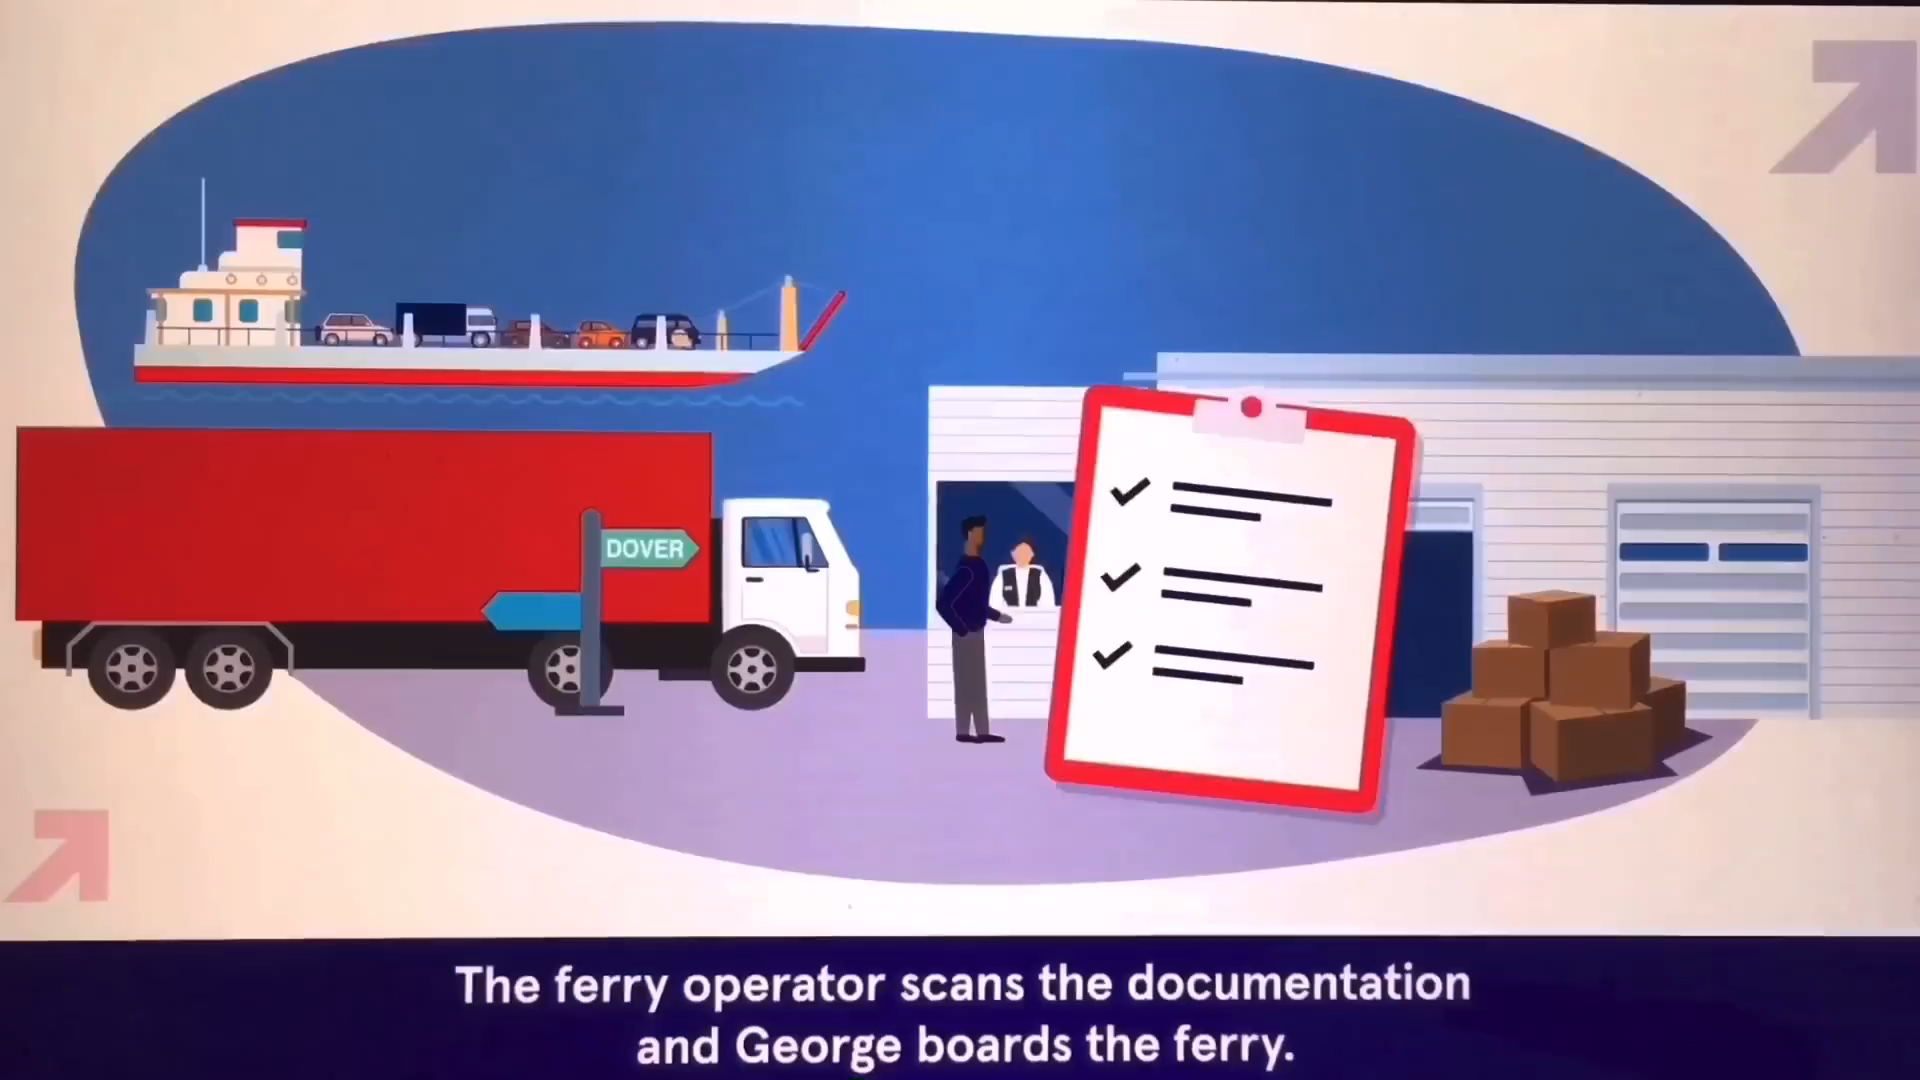 DOVER
The ferry operator scans the documentation
and George boards the ferry.